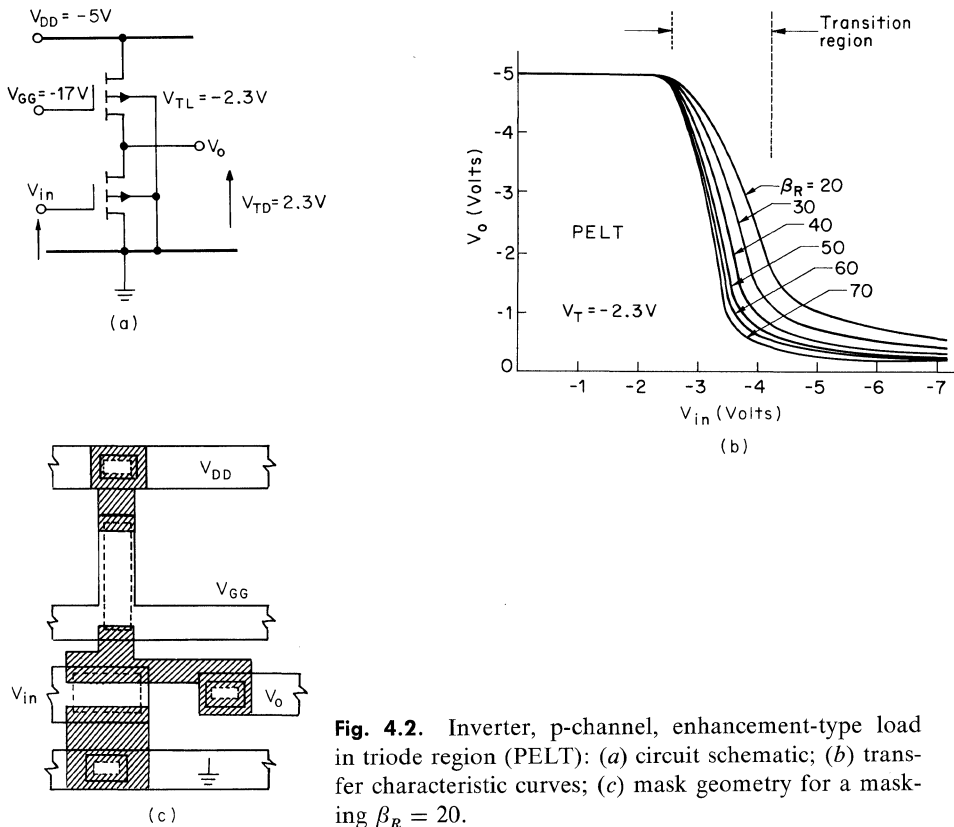 V_DD = -5V
V_GG = -17V
V_TL = -2.3V
V_o
V_in
V_TD = 2.3V
(a)
Transition
region
V_o (Volts)
-5
-4
-3
-2
-1
0
β_R = 20
30
40
50
60
70
PELT
V_T = -2.3V
-1 -2 -3 -4 -5 -6 -7
V_in (Volts)
(b)
V_DD
V_GG
V_in
V_o
(c)
Fig. 4.2. Inverter, p-channel, enhancement-type load
in triode region (PELT): (a) circuit schematic; (b) trans-
fer characteristic curves; (c) mask geometry for a mask-
ing β_R = 20.